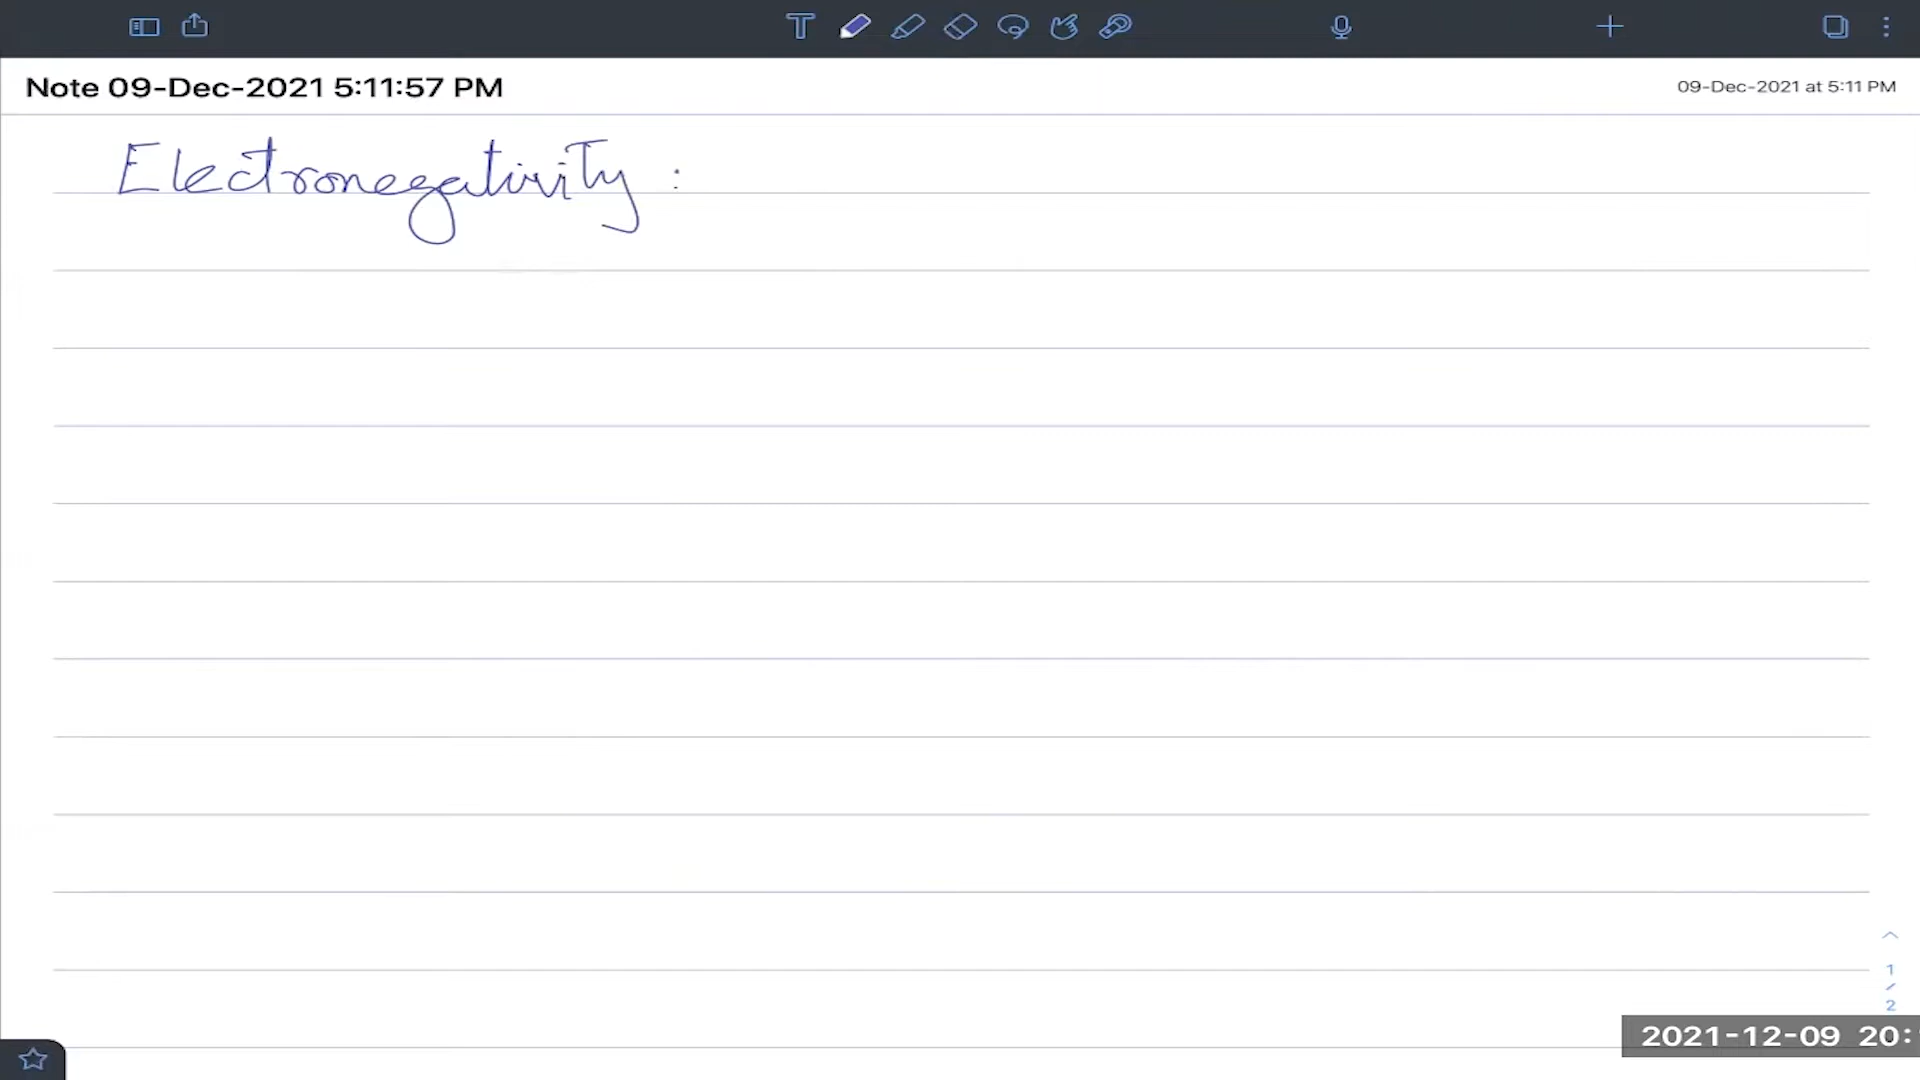 Note 09-Dec-2021 5:11:57 PM
09-Dec-2021 at 5:11 PM
Electronegativity :
1
/
2
2021-12-09 20: